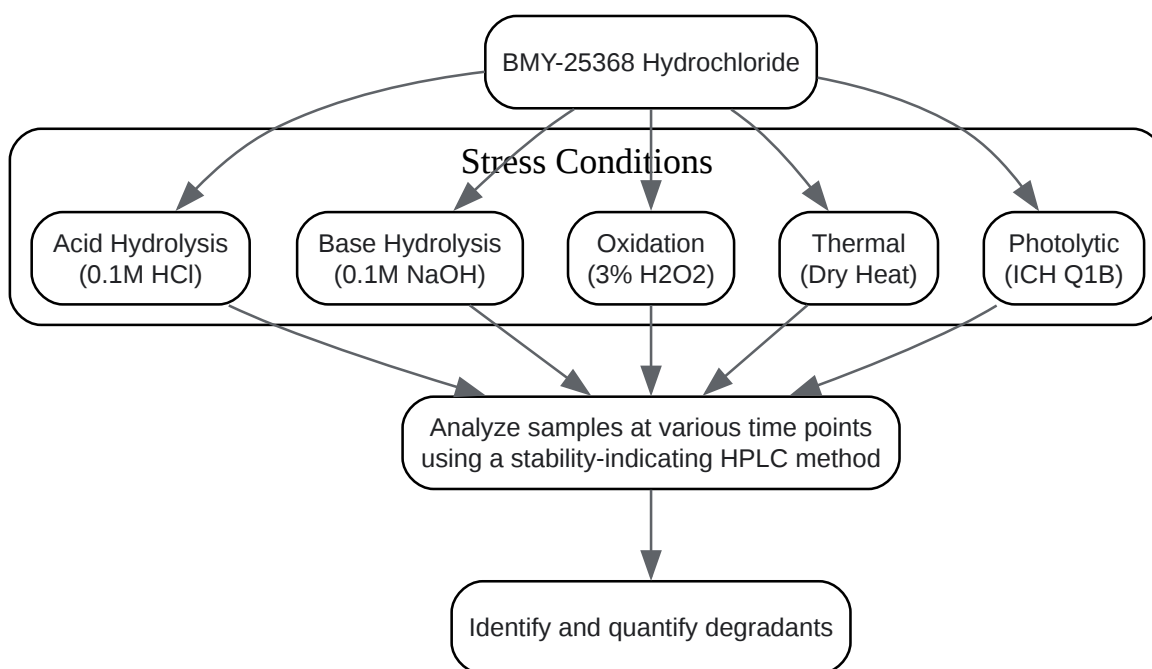 BMY-25368 Hydrochloride
Stress Conditions
Acid Hydrolysis
(0.1M HCl)
Base Hydrolysis
(0.1M NaOH)
Oxidation
(3% H2O2)
Thermal
(Dry Heat)
Photolytic
(ICH Q1B)
Analyze samples at various time points
using a stability-indicating HPLC method
Identify and quantify degradants